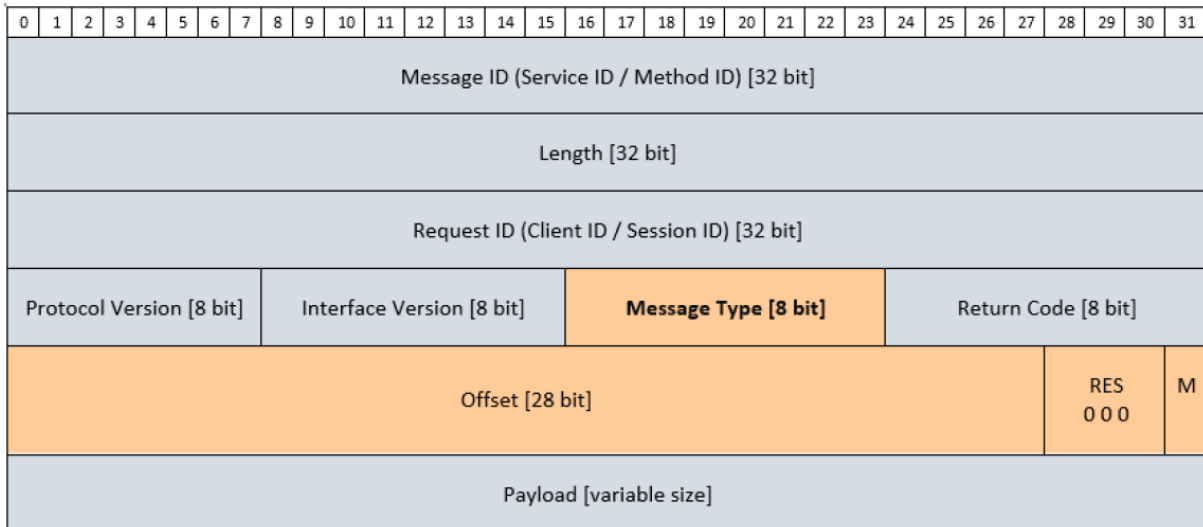 0 1 2 3 4 5 6 7 8 9 10 11 12 13 14 15 16 17 18 19 20 21 22 23 24 25 26 27 28 29 30 31
Message ID (Service ID / Method ID) [32 bit]
Length [32 bit]
Request ID (Client ID / Session ID) [32 bit]
Protocol Version [8 bit] Interface Version [8 bit] Message Type [8 bit] Return Code [8 bit]
Offset [28 bit] RES M
0 0 0
Payload [variable size]